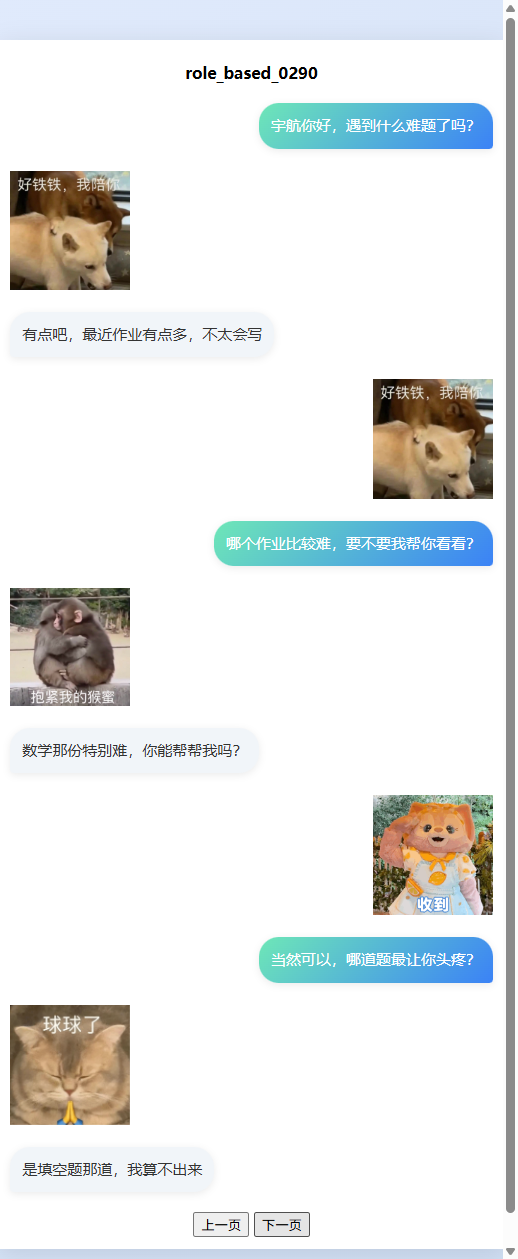 role_based_0290
宇航你好，遇到什么难题了吗？
好铁铁，我陪你
有点吧，最近作业有点多，不太会写
好铁铁，我陪你
哪个作业比较难，要不要我帮你看看？
抱紧我的猴蜜
数学那份特别难，你能帮帮我吗？
收到
当然可以，哪道题最让你头疼？
球球了
是填空题那道，我算不出来
上一页 下一页